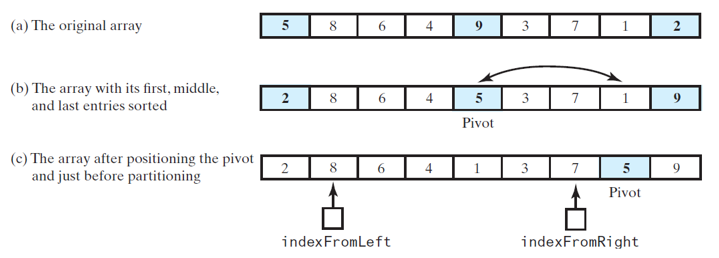 (a) The original array 5 8 6 4 9 3 7 1 2
(b) The array with its first, middle,
and last entries sorted 2 8 6 4 5 3 7 1 9
Pivot
(c) The array after positioning the pivot
and just before partitioning 2 8 6 4 1 3 7 5 9
Pivot
indexFromLeft indexFromRight